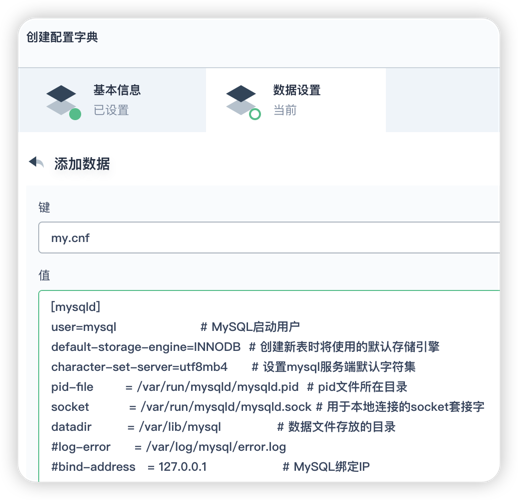 创建配置字典
基本信息
已设置
数据设置
当前
添加数据
键
my.cnf
值
[mysqld]
user=mysql # MySQL启动用户
default-storage-engine=INNODB # 创建新表时将使用的默认存储引擎
character-set-server=utf8mb4 # 设置mysql服务端默认字符集
pid-file = /var/run/mysqld/mysqld.pid # pid文件所在目录
socket = /var/run/mysqld/mysqld.sock # 用于本地连接的socket套接字
datadir = /var/lib/mysql # 数据文件存放的目录
#log-error = /var/log/mysql/error.log
#bind-address = 127.0.0.1 # MySQL绑定IP